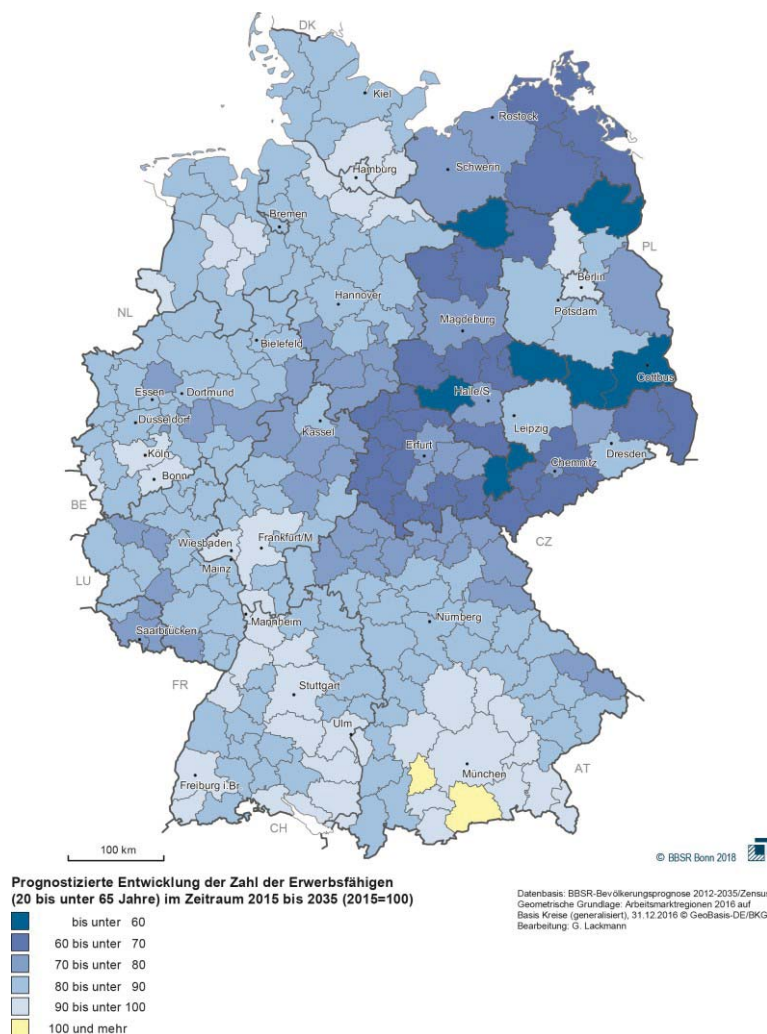 DK
Kiel
Rostock
Schwerin
Hamburg
Bremen
PL
Berlin
Hannover
Potsdam
NL
Magdeburg
Bielefeld
Cottbus
Essen
Dortmund
Halle/S
Düsseldorf
Leipzig
Kassel
Köln
Erfurt
Dresden
Chemnitz
Bonn
BE
CZ
Wiesbaden
Frankfurt/M
Mainz
LU
Mannheim
Nürnberg
Saarbrücken
FR
Stuttgart
Ulm
München
AT
Freiburg i.Br
CH
100 km
© BBSR Bonn 2018
Prognostizierte Entwicklung der Zahl der Erwerbsfähigen
(20 bis unter 65 Jahre) im Zeitraum 2015 bis 2035 (2015=100)
bis unter 60
60 bis unter 70
70 bis unter 80
80 bis unter 90
90 bis unter 100
100 und mehr
Datenbasis: BBSR-Bevölkerungsprognose 2012-2035/Zensus
Geometrische Grundlage: Arbeitsmarktregionen 2016 auf
Basis Kreise (generalisiert), 31.12.2016 © GeoBasis-DE/BKG
Bearbeitung: G. Lackmann